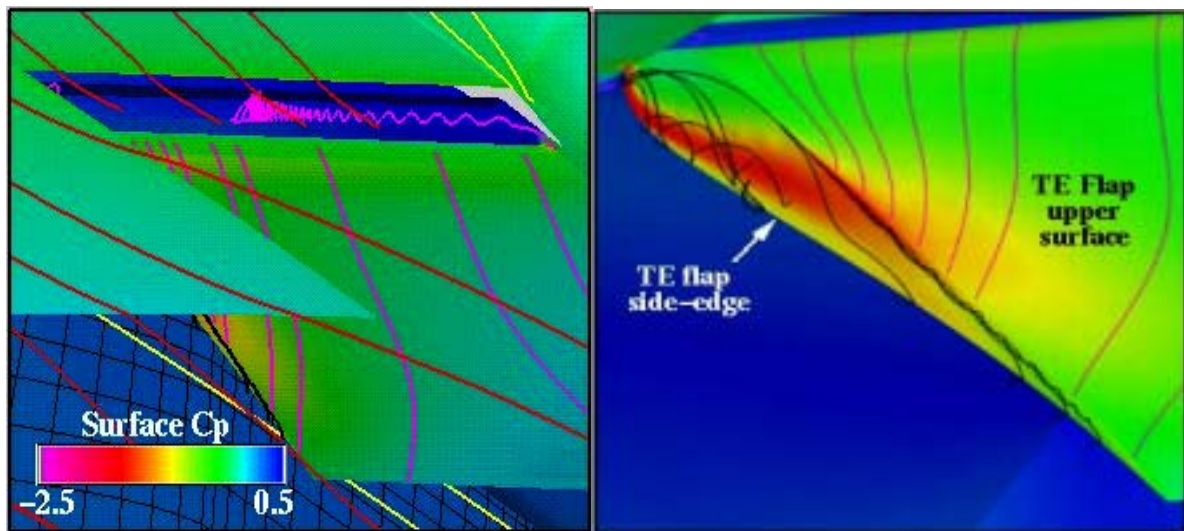 Surface Cp
-2.5 0.5
TE Flap
upper
surface
TE flap
side-edge